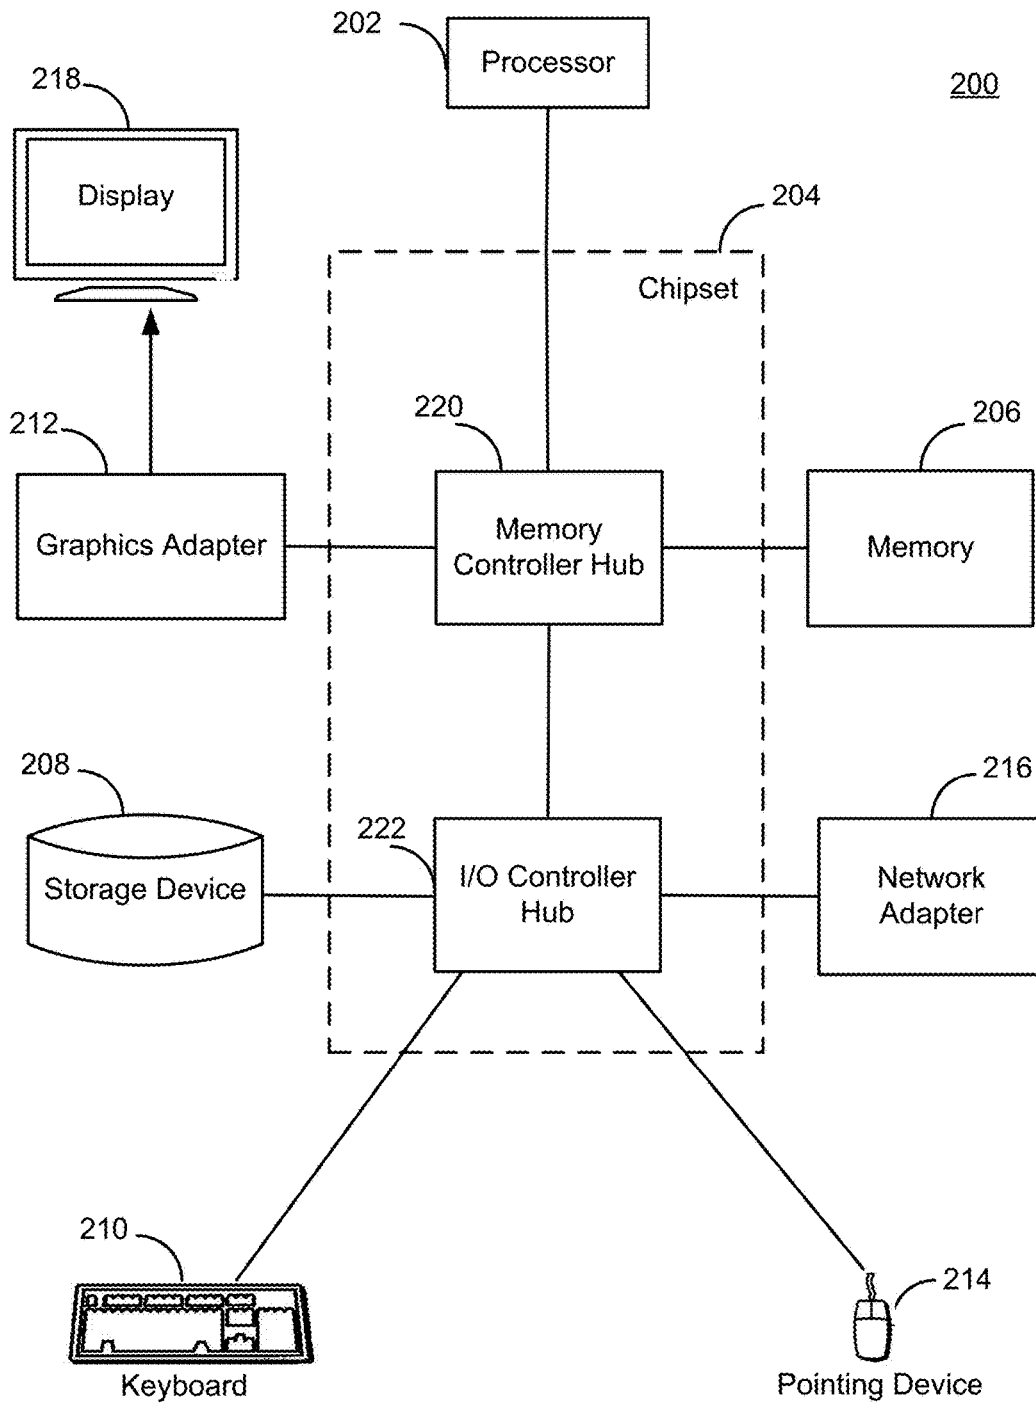 202
Processor
200
218
Display
204
Chipset
220
212
206
Graphics Adapter
Memory
Controller Hub
Memory
208
216
222
Storage Device
I/O Controller
Hub
Network
Adapter
210
214
Keyboard
Pointing Device